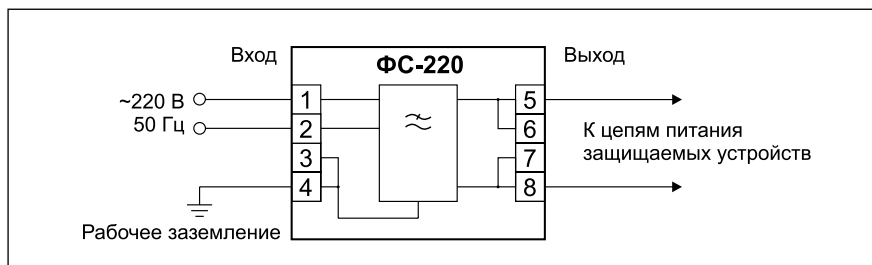 Вход
ФС-220
Выход
~220 В
50 Гц
1
2
3
4
5
6
7
8
К цепям питания
защищаемых устройств
Рабочее заземление